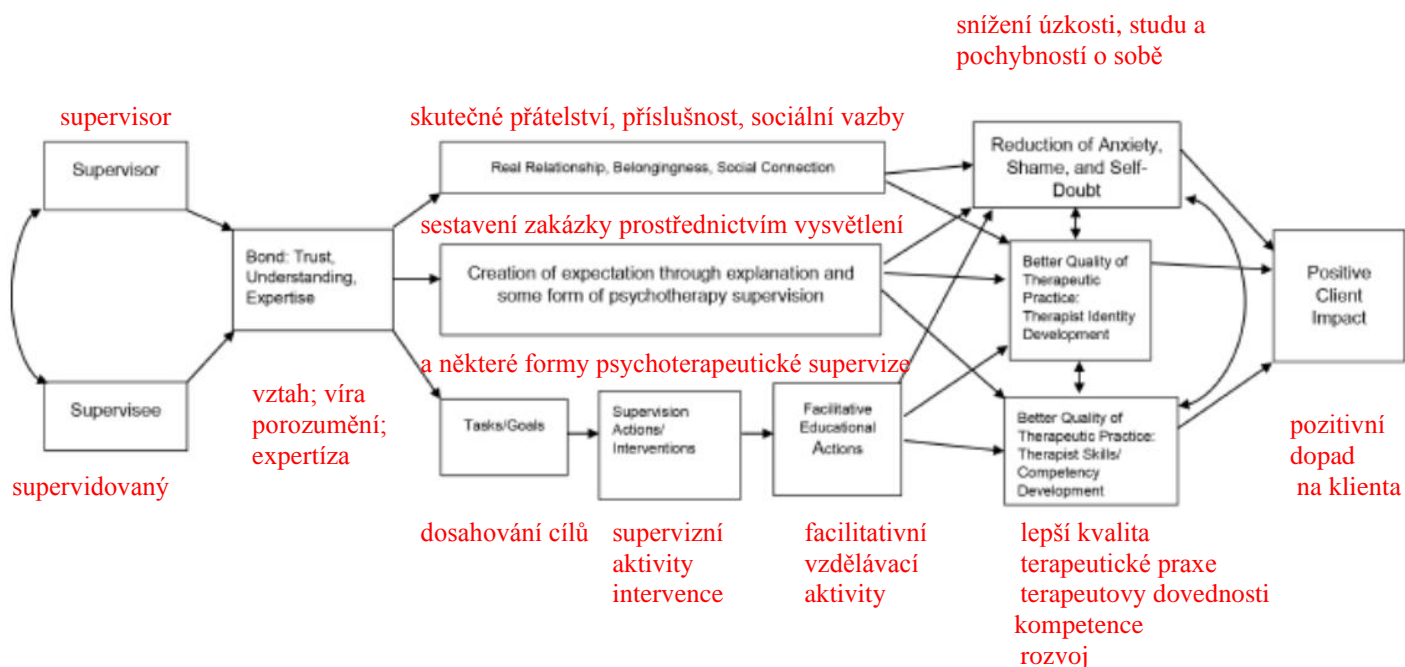 snížení úzkosti, studu a
pochybností o sobě
supervisor
skutečné přátelství, příslušnost, sociální vazby
Supervisor
Real Relationship, Belongingness, Social Connection
Reduction of Anxiety,
Shame, and Self-
Doubt
sestavení zakázky prostřednictvím vysvětlení
Bond: Trust,
Understanding,
Expertise
Creation of expectation through explanation and
some form of psychotherapy supervision
Better Quality of
Therapeutic
Practice:
Therapist Identity
Development
Positive
Client
Impact
a některé formy psychoterapeutické supervize
Supervisee
vztah; víra
porozumění;
expertíza
Tasks/Goals
Supervision
Actions/
Interventions
Facilitative
Educational
Actions
Better Quality of
Therapeutic Practice:
Therapist Skills/
Competency
Development
pozitivní
dopad
na klienta
supervidovaný
dosahování cílů
supervizní
aktivity
intervence
facilitativní
vzdělávací
aktivity
lepší kvalita
terapeutické praxe
terapeutovy dovednosti
kompetence
rozvoj